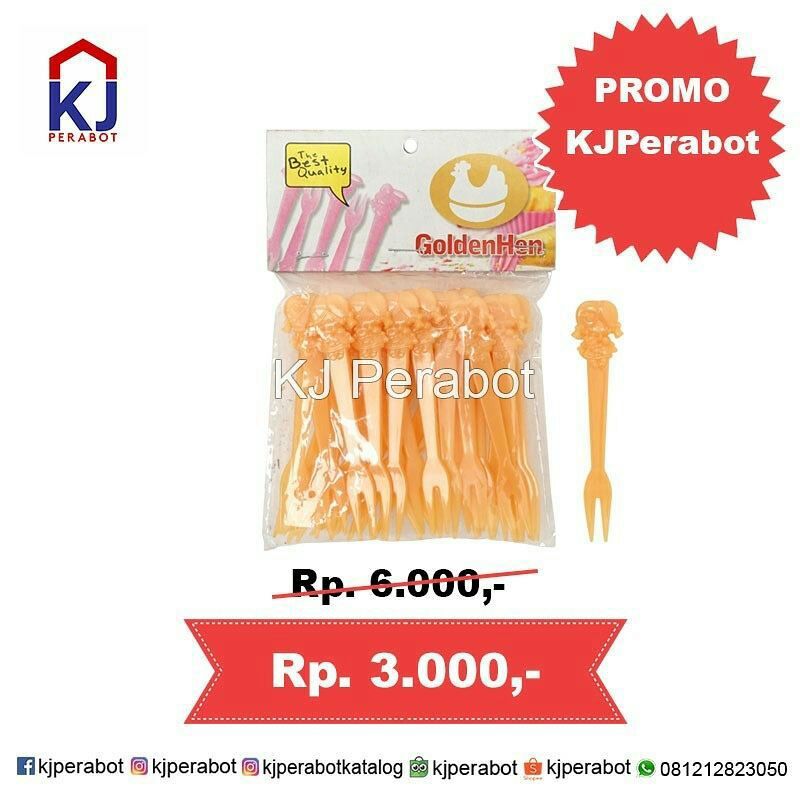 KJ
PERABOT
PROMO
KJPerabot
The
Best
Quality
GoldenHen
KJ Perabot
Rp. 6.000,-
Rp. 3.000,-
kjperabot kjperabot kjperabotkatalog kjperabot Shopee kjperabot 081212823050